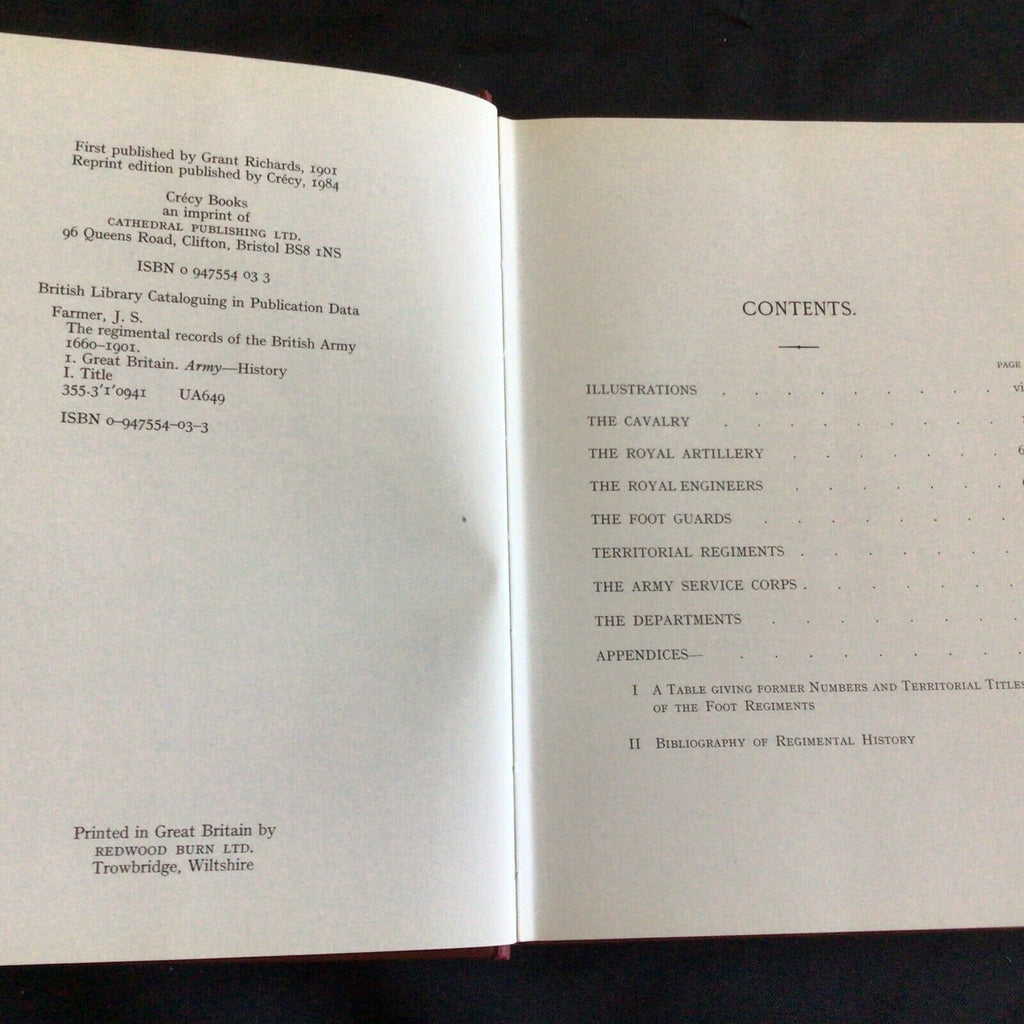 First published by Grant Richards, 1901
Reprint edition published by Crécy, 1984
Crécy Books
an imprint of
CATHEDRAL PUBLISHING LTD.
96 Queens Road, Clifton, Bristol BS8 1NS
ISBN 0 947554 03 3
British Library Cataloguing in Publication Data
Farmer, J. S.
The regimental records of the British Army
1660–1901.
1. Great Britain. Army—History
I. Title
355.3'1'0941 UA649
ISBN 0–947554–03–3
Printed in Great Britain by
REDWOOD BURN LTD.
Trowbridge, Wiltshire
CONTENTS.
PAGE
ILLUSTRATIONS . . . . . . . . .
THE CAVALRY . . . . . . . . .
THE ROYAL ARTILLERY . . . . . . .
THE ROYAL ENGINEERS . . . . . . .
THE FOOT GUARDS . . . . . . . .
TERRITORIAL REGIMENTS . . . . . . .
THE ARMY SERVICE CORPS . . . . . . .
THE DEPARTMENTS . . . . . . . .
APPENDICES— . . . . . . . . .
I A TABLE GIVING FORMER NUMBERS AND TERRITORIAL TITLES
OF THE FOOT REGIMENTS
II BIBLIOGRAPHY OF REGIMENTAL HISTORY